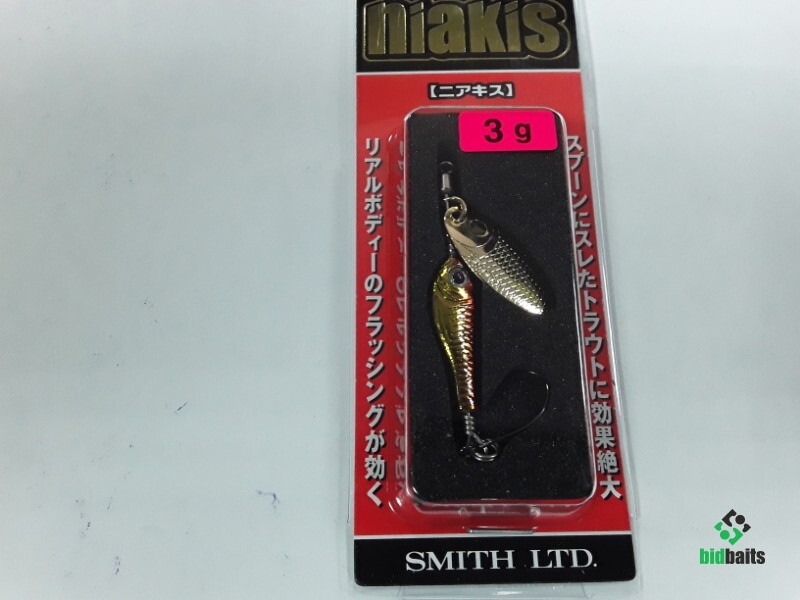 niakis
【ニアキス】
3 g
スプーンにスレたトラウトに効果絶大
リアルボディーのフラッシングが効く
SMITH LTD.
bidbaits